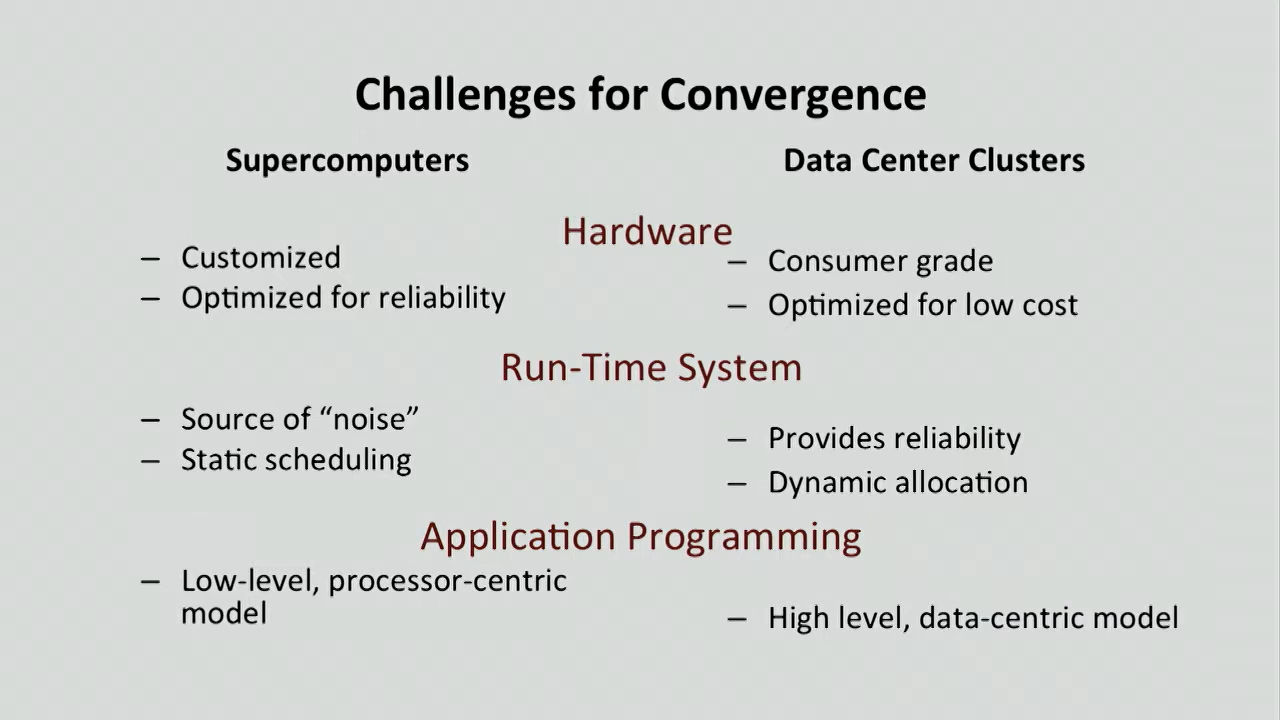 Challenges for Convergence
Supercomputers
Data Center Clusters
Hardware
– Customized
– Optimized for reliability
– Consumer grade
– Optimized for low cost
Run-Time System
– Source of “noise”
– Static scheduling
– Provides reliability
– Dynamic allocation
Application Programming
– Low-level, processor-centric
model
– High level, data-centric model